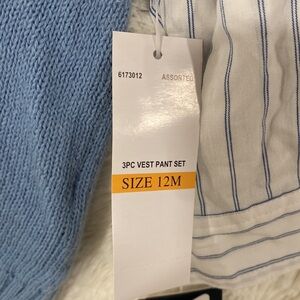 6173012 ASSORTED
3PC VEST PANT SET
SIZE 12M